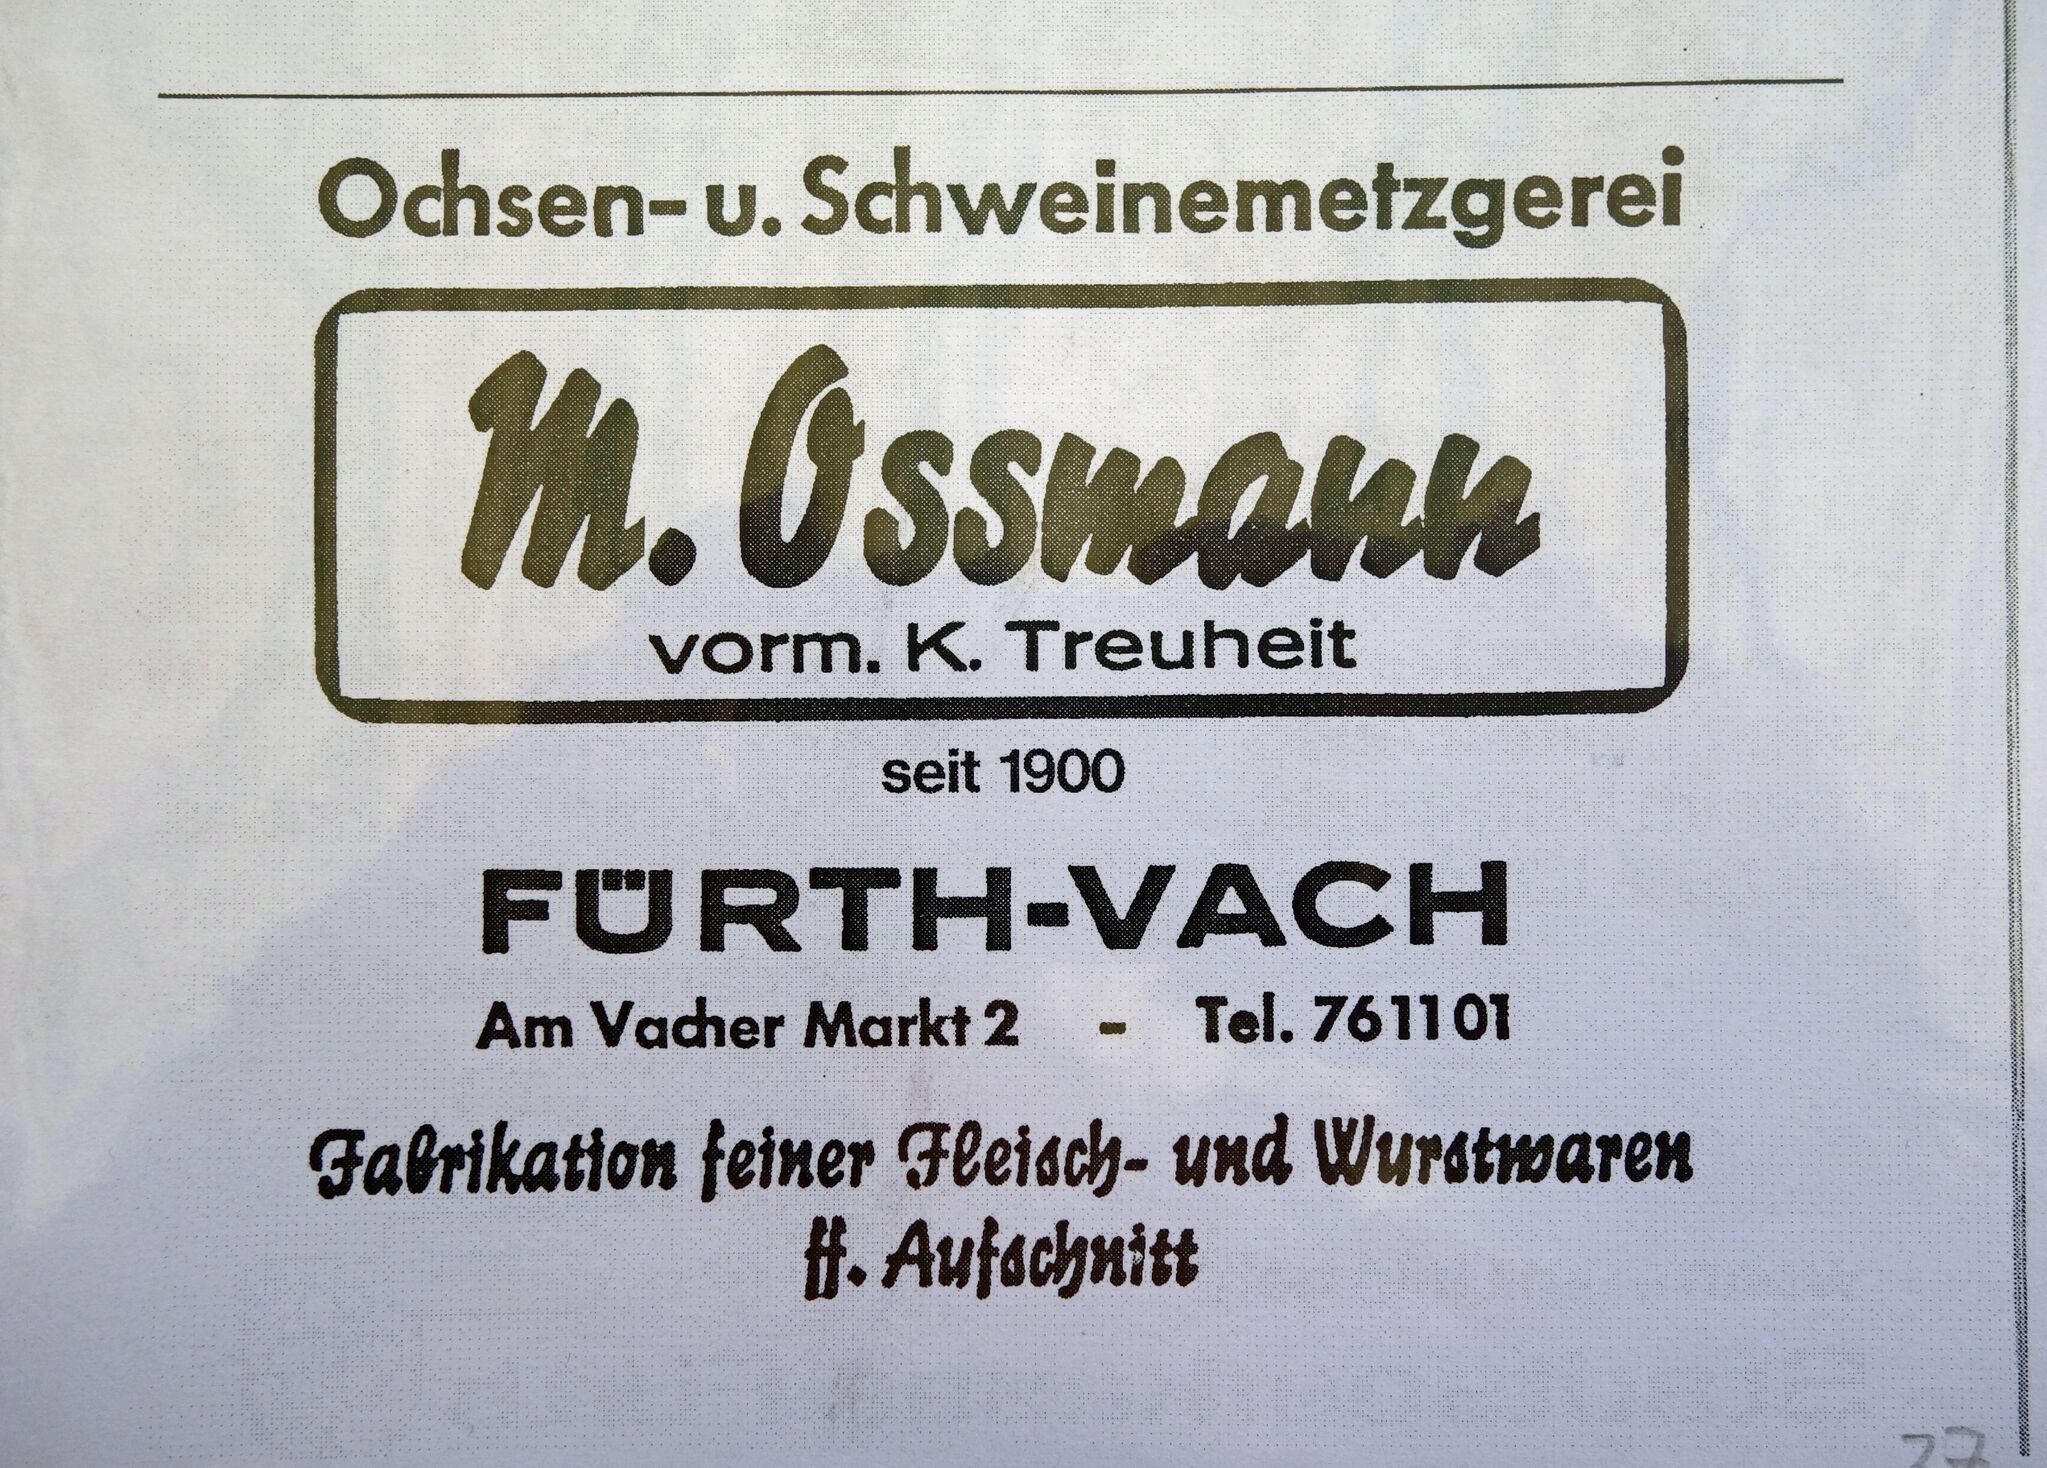 Ochsen- u. Schweinemetzgerei
M. Ossmann
vorm. K. Treuheit
seit 1900
FÜRTH-VACH
Am Vacher Markt 2 - Tel. 761101
Fabrikation feiner Fleisch- und Wurstwaren
ff. Aufschnitt